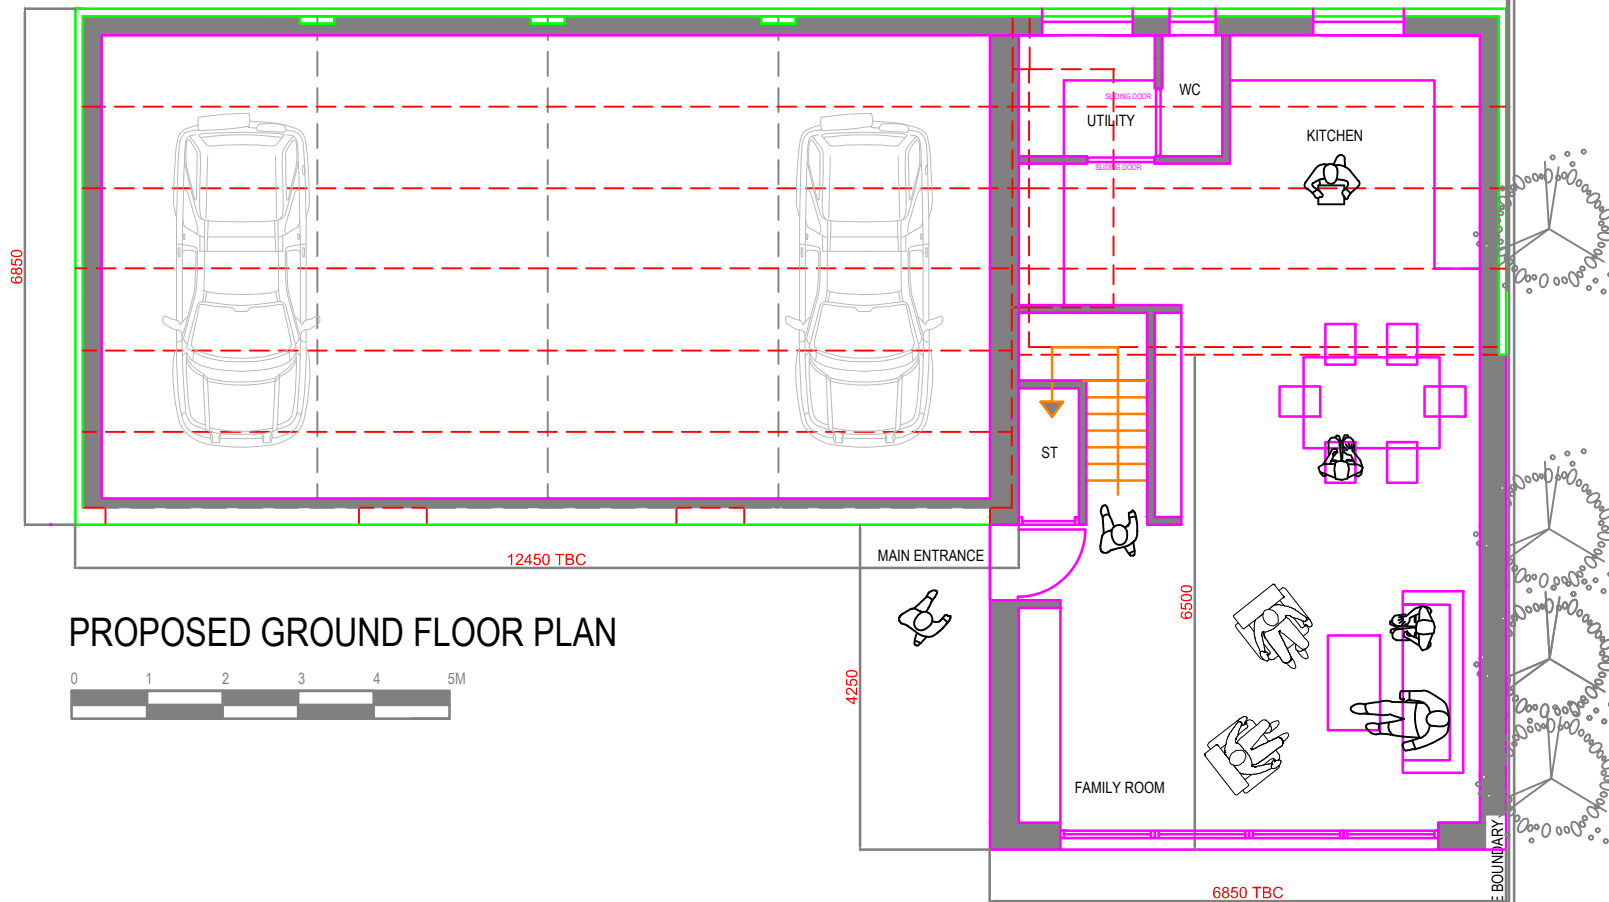 WC
SLIDING DOOR
UTILITY
KITCHEN
SLIDING DOOR
6850
ST
12450 TBC
MAIN ENTRANCE
6500
PROPOSED GROUND FLOOR PLAN
0 1 2 3 4 5M
4250
FAMILY ROOM
BOUNDARY
6850 TBC